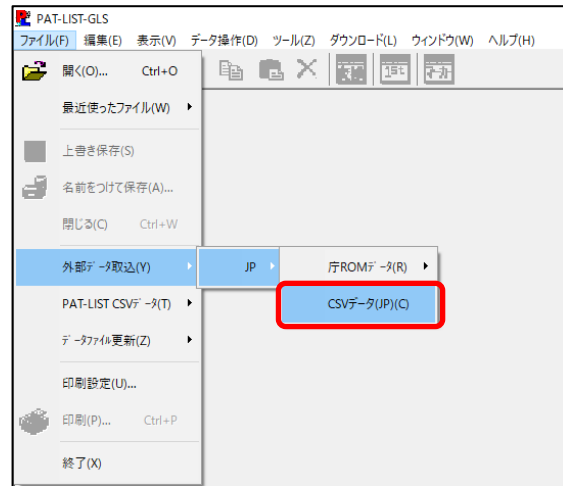 PAT-LIST-GLS
ファイル(F) 編集(E) 表示(V) データ操作(D) ツール(Z) ダウンロード(L) ウィンドウ(W) ヘルプ(H)
開く(O)... Ctrl+O
最近使ったファイル(W)
上書き保存(S)
名前をつけて保存(A)...
閉じる(C) Ctrl+W
外部データ取込(Y) JP 庁ROMデータ(R)
PAT-LIST CSVデータ(T) CSVデータ(JP)(C)
データファイル更新(Z)
印刷設定(U)...
印刷(P)... Ctrl+P
終了(X)
1st